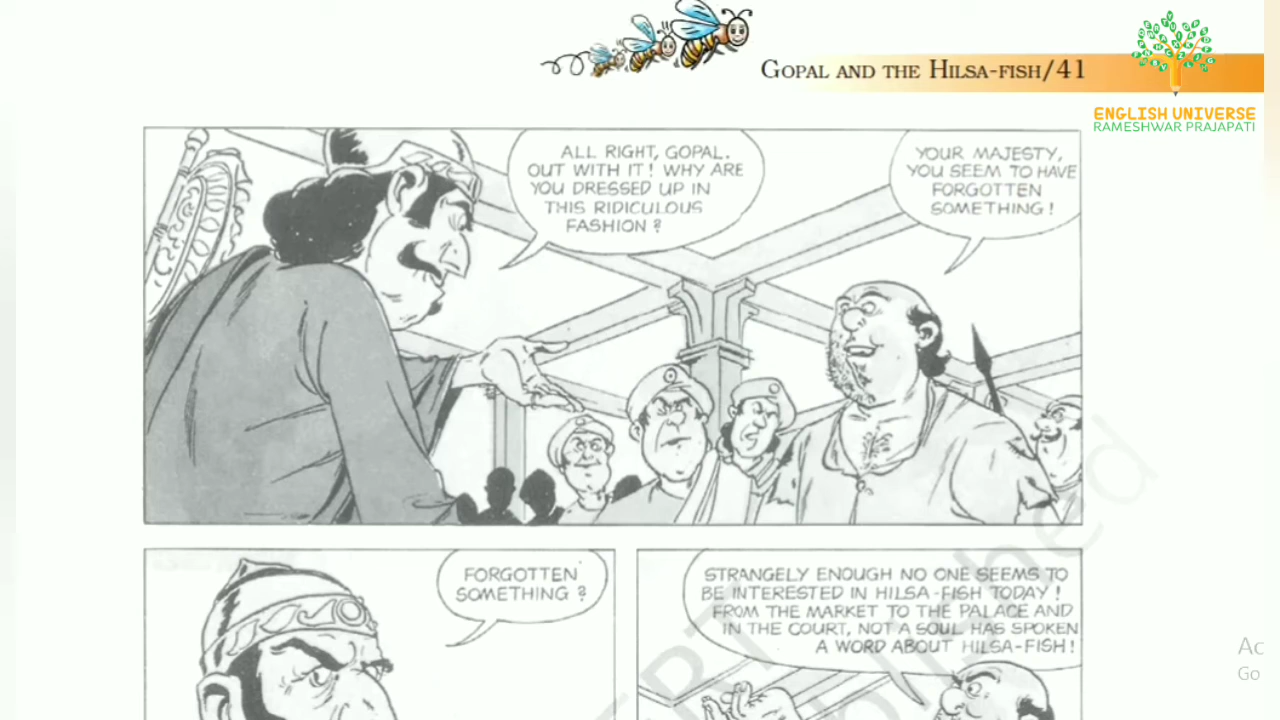 GOPAL AND THE HILSA-FISH/41
ENGLISH UNIVERSE
RAMESHWAR PRAJAPATI
ALL RIGHT, GOPAL.
OUT WITH IT! WHY ARE
YOU DRESSED UP IN
THIS RIDICULOUS
FASHION?
YOUR MAJESTY,
YOU SEEM TO HAVE
FORGOTTEN
SOMETHING!
FORGOTTEN
SOMETHING?
STRANGELY ENOUGH NO ONE SEEMS TO
BE INTERESTED IN HILSA-FISH TODAY!
FROM THE MARKET TO THE PALACE AND
IN THE COURT, NOT A SOUL HAS SPOKEN
A WORD ABOUT HILSA-FISH!
Ac
Go